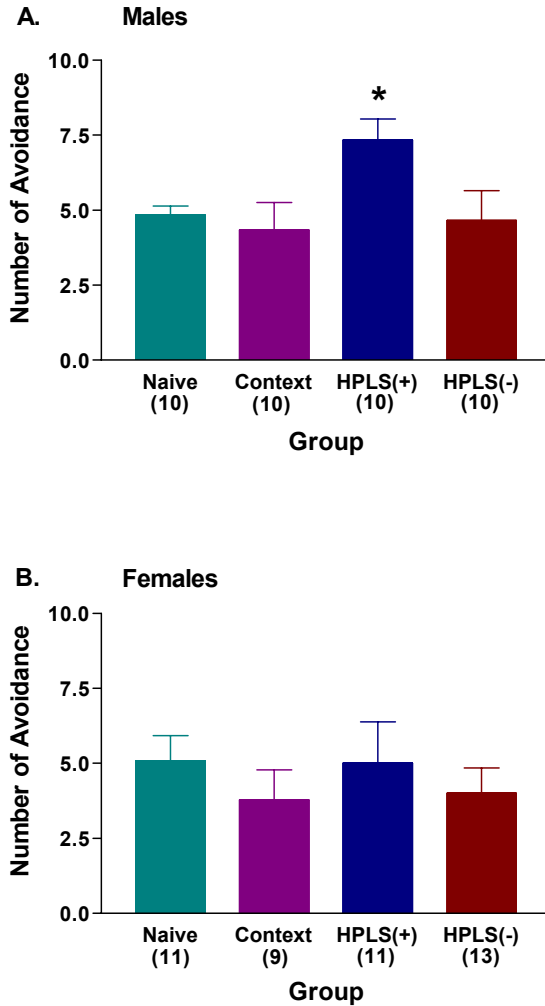 A. Males
Number of Avoidance
10.0
7.5
5.0
2.5
0.0
*
Naive Context HPLS(+) HPLS(-)
(10) (10) (10) (10)
Group
B. Females
Number of Avoidance
10.0
7.5
5.0
2.5
0.0
Naive Context HPLS(+) HPLS(-)
(11) (9) (11) (13)
Group